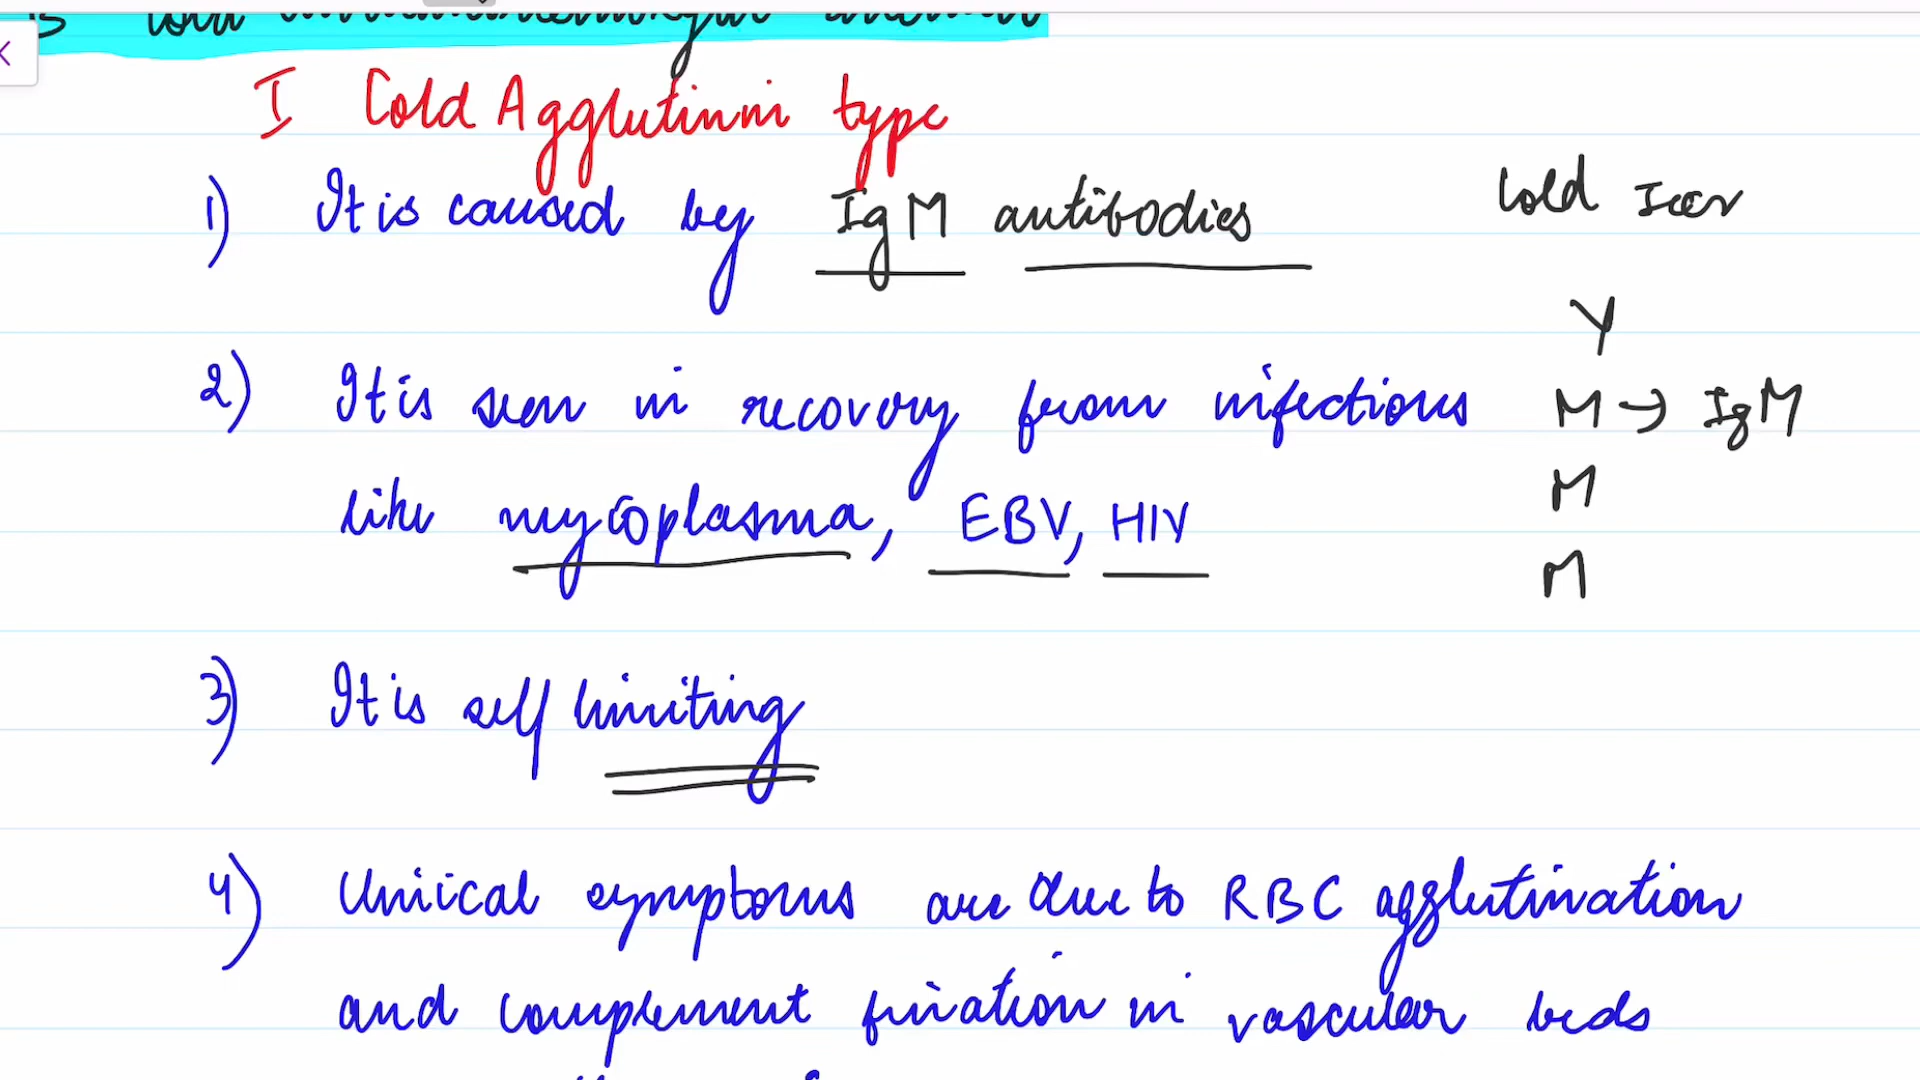 I Cold Agglutinin type
1) It is caused by IgM antibodies
Cold Icer
Y
2) It is seen in recovery from infections
M → IgM
M
like mycoplasma, EBV, HIV
M
3) It is self limiting
4) Clinical symptoms are due to RBC agglutination
and complement fixation in vascular beds